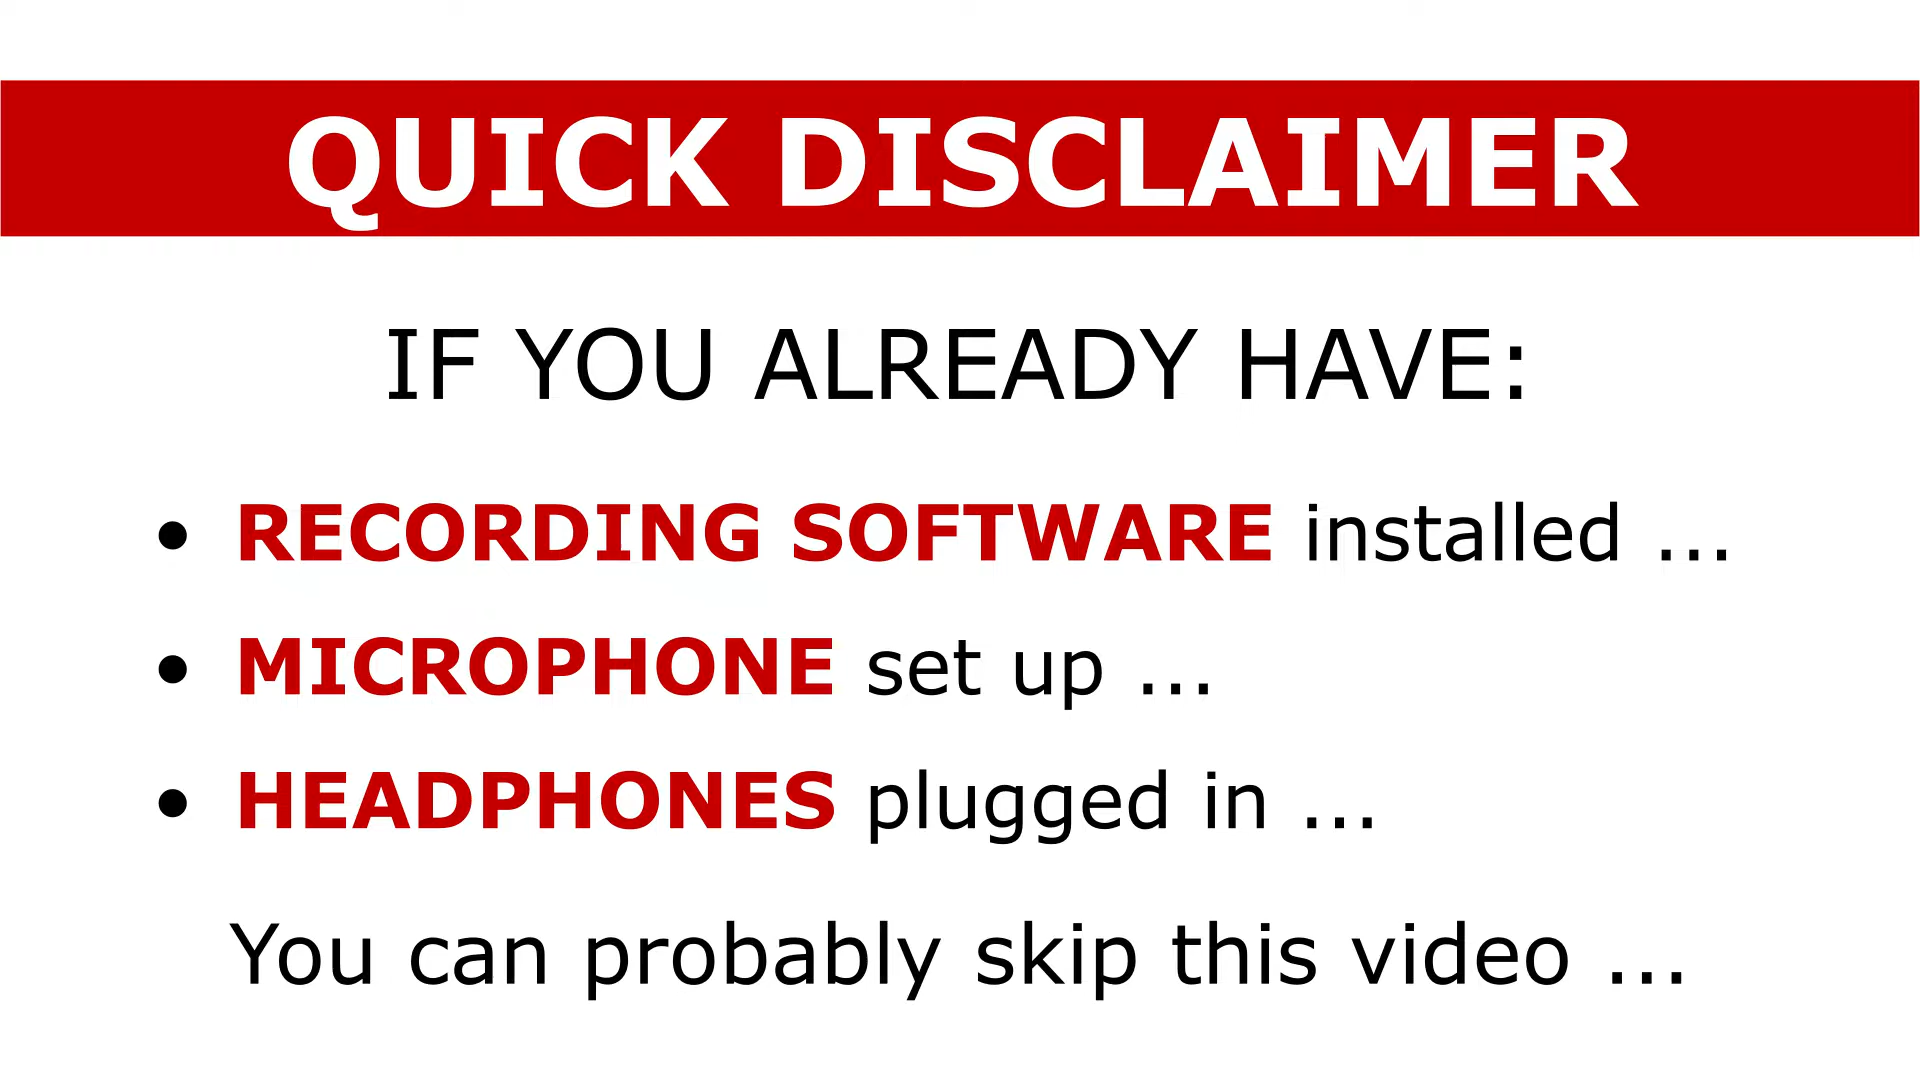 QUICK DISCLAIMER
IF YOU ALREADY HAVE:
• RECORDING SOFTWARE installed ...
• MICROPHONE set up ...
• HEADPHONES plugged in ...
You can probably skip this video ...